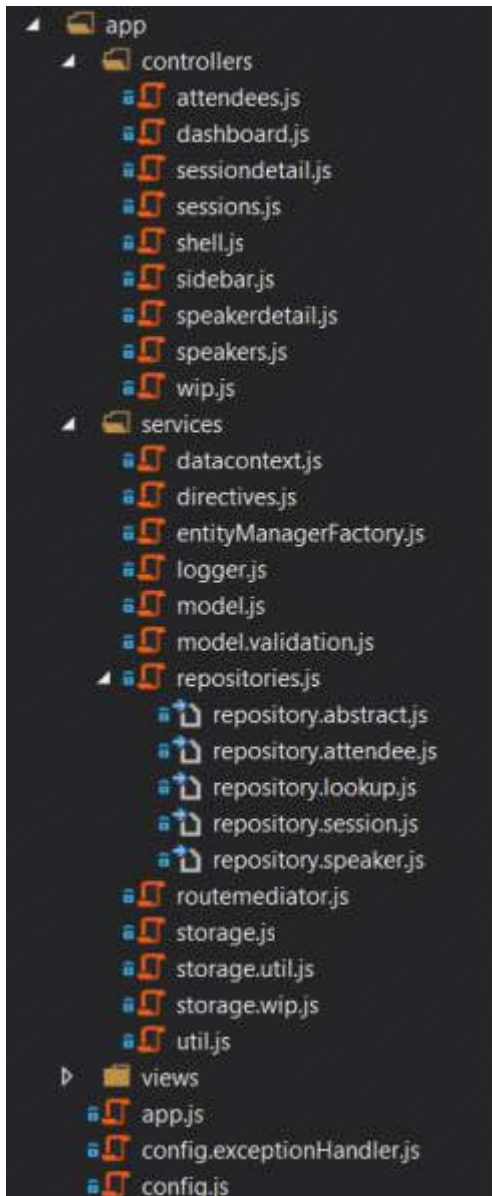 app
controllers
attendees.js
dashboard.js
sessiondetail.js
sessions.js
shell.js
sidebar.js
speakerdetail.js
speakers.js
wip.js
services
datacontext.js
directives.js
entityManagerFactory.js
logger.js
model.js
model.validation.js
repositories.js
repository.abstract.js
repository.attendee.js
repository.lookup.js
repository.session.js
repository.speaker.js
routemediator.js
storage.js
storage.util.js
storage.wip.js
util.js
views
app.js
config.exceptionHandler.js
config.js